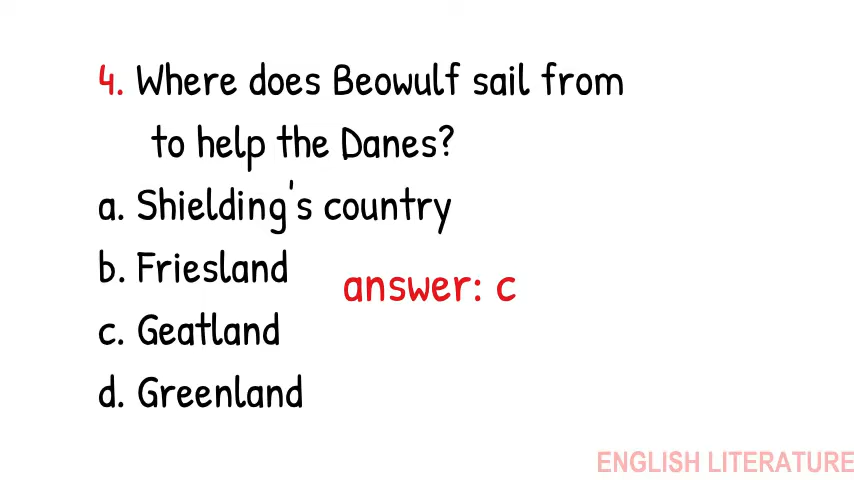 4. Where does Beowulf sail from
to help the Danes?
a. Shielding's country
b. Friesland
answer: c
c. Geatland
d. Greenland
ENGLISH LITERATURE